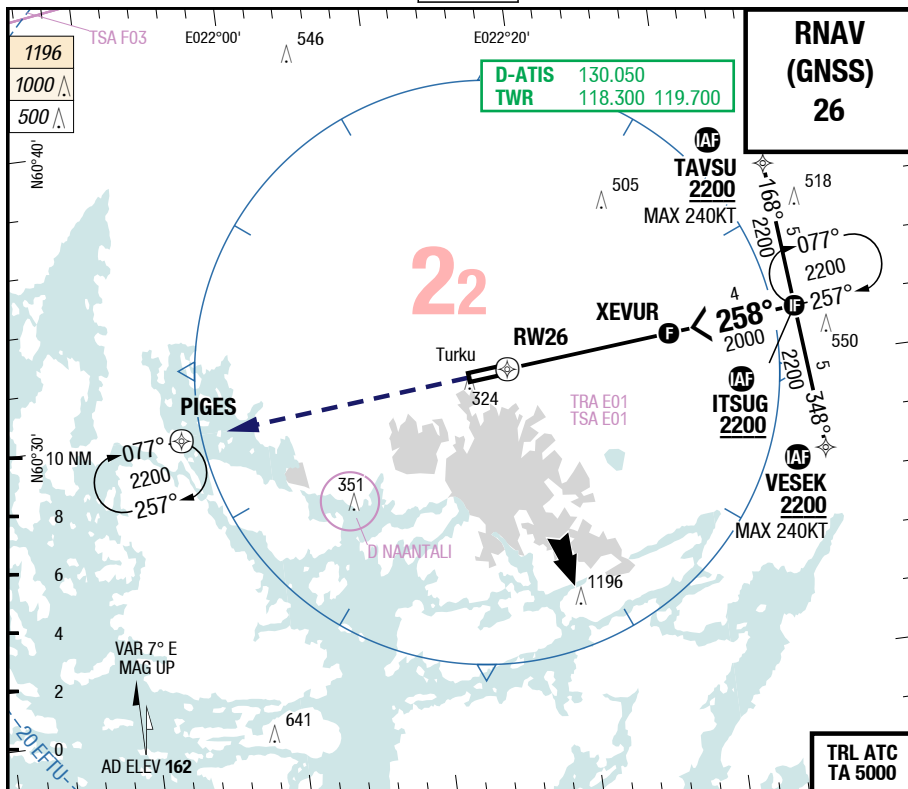 TSA F03
E022°00'
546
E022°20'
RNAV
(GNSS)
26
1196
1000
500
D-ATIS 130.050
TWR 118.300 119.700
N60°40'
IAF
TAVSU
2200
MAX 240KT
505
518
168°
5
2200
077°
2200
257°
22
4
258°
2000
IF
550
XEVUR
F
RW26
Turku
324
TRA E01
TSA E01
IAF
ITSUG
2200
5
2200
348°
PIGES
N60°30'
10 NM
077°
2200
257°
351
D NAANTALI
IAF
VESEK
2200
MAX 240KT
8
6
1196
4
VAR 7° E
MAG UP
2
641
0
-20 EFTU-
AD ELEV 162
TRL ATC
TA 5000